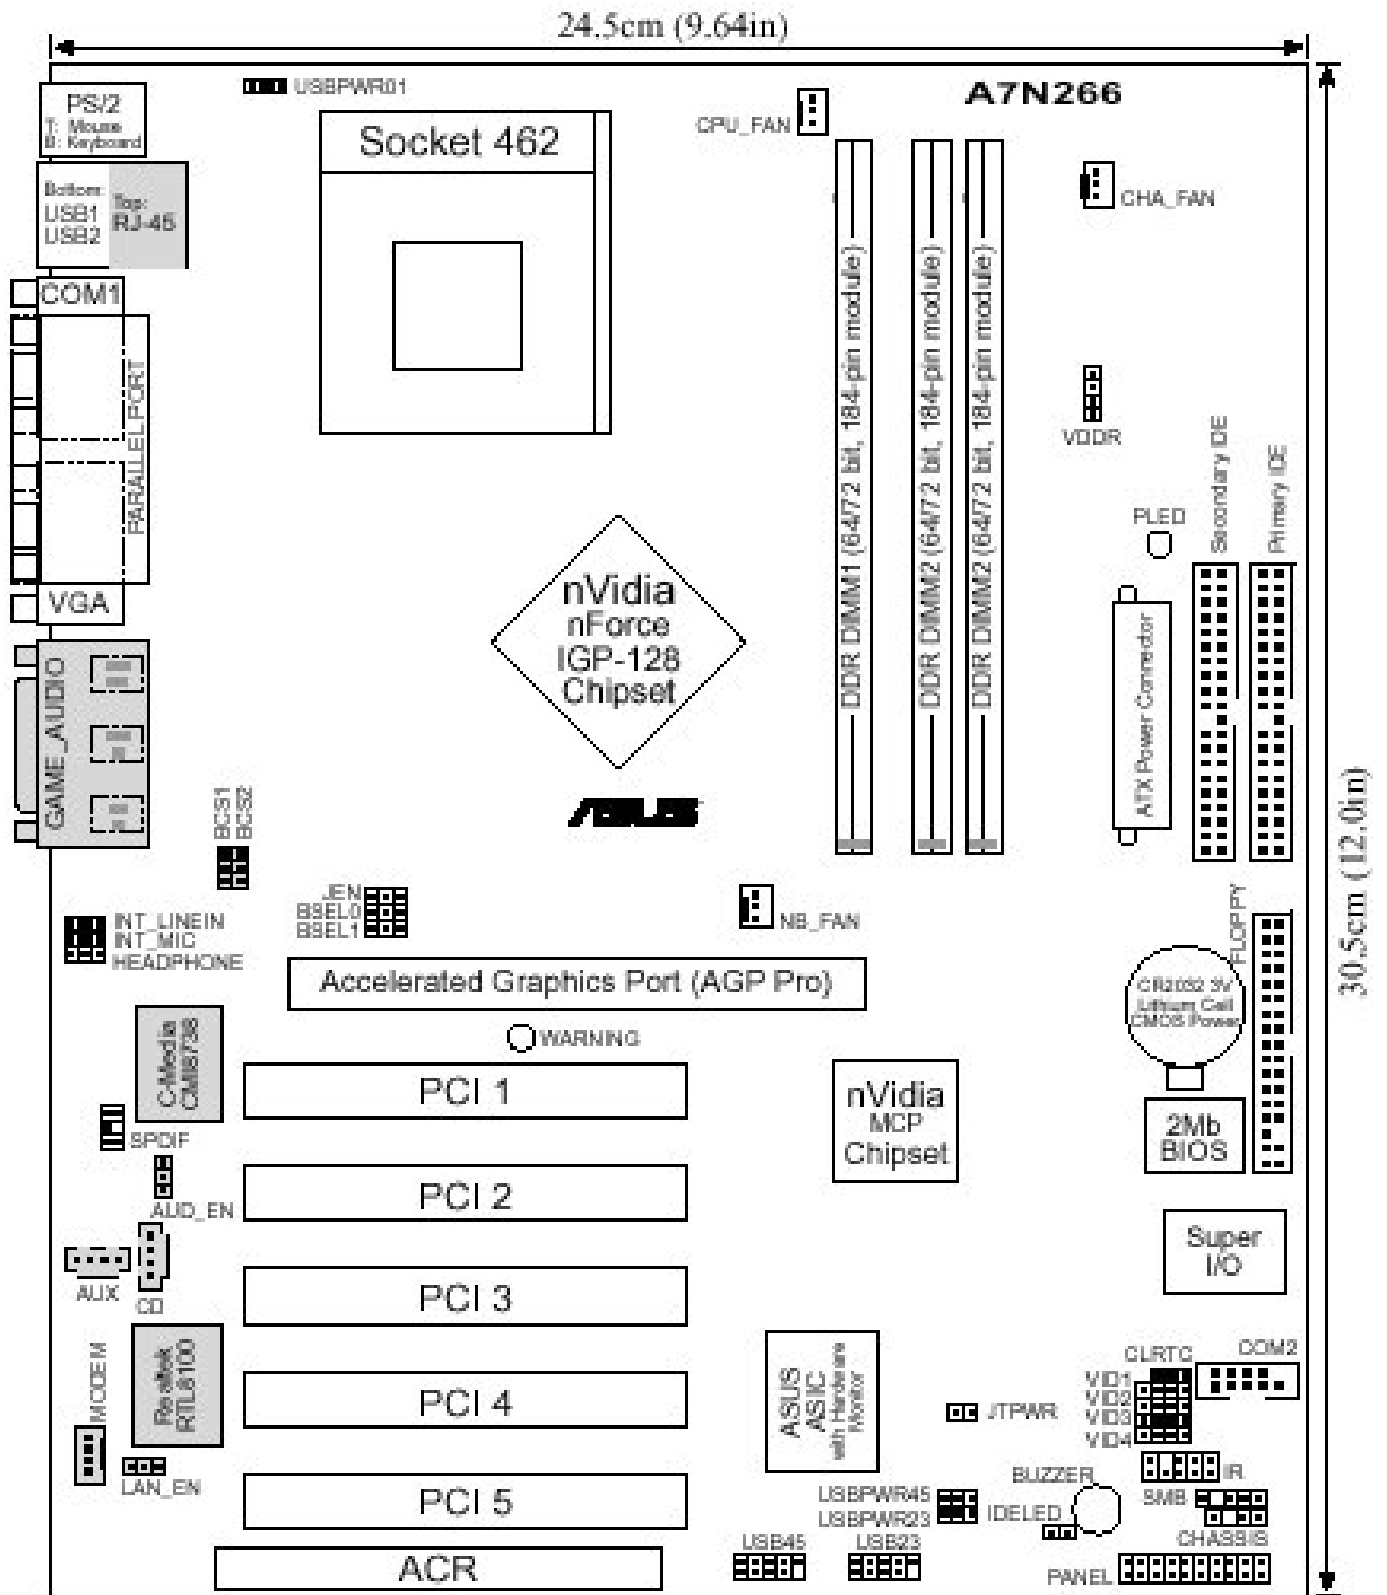 24.5cm (9.64in)
USBPWR01
A7N266
PS/2
T: Mouse
B: Keyboard
Socket 462
CPU_FAN
CHA_FAN
Bottom:
USB1
USB2
Top:
RJ-45
COM1
PARALLEL PORT
VGA
GAME_AUDIO
DDR DIMM1 (64/72 bit, 184-pin module)
DDR DIMM2 (64/72 bit, 184-pin module)
DDR DIMM2 (64/72 bit, 184-pin module)
VDDR
Secondary IDE
Primary IDE
PLED
ATX Power Connector
nVidia
nForce
IGP-128
Chipset
ASUS
30.5cm (12.0in)
BCS1
BCS2
JEN
BSEL0
BSEL1
NB_FAN
FLOPPY
INT_LINEIN
INT_MIC
HEADPHONE
Accelerated Graphics Port (AGP Pro)
CR2032 3V
Lithium Cell
CMOS Power
WARNING
C-Media
CMI8738
PCI 1
nVidia
MCP
Chipset
2Mb
BIOS
SPDIF
AUD_EN
PCI 2
Super
I/O
AUX
CD
PCI 3
MODEM
Realtek
RTL8100
PCI 4
ASUS
ASIC
with Hardware
Monitor
CLRTC
COM2
VID1
VID2
VID3
VID4
JTPWR
LAN_EN
PCI 5
USBPWR45
USBPWR23
BUZZER
IDELED
IR
SMB
CHASSIS
USB45
USB23
PANEL
ACR